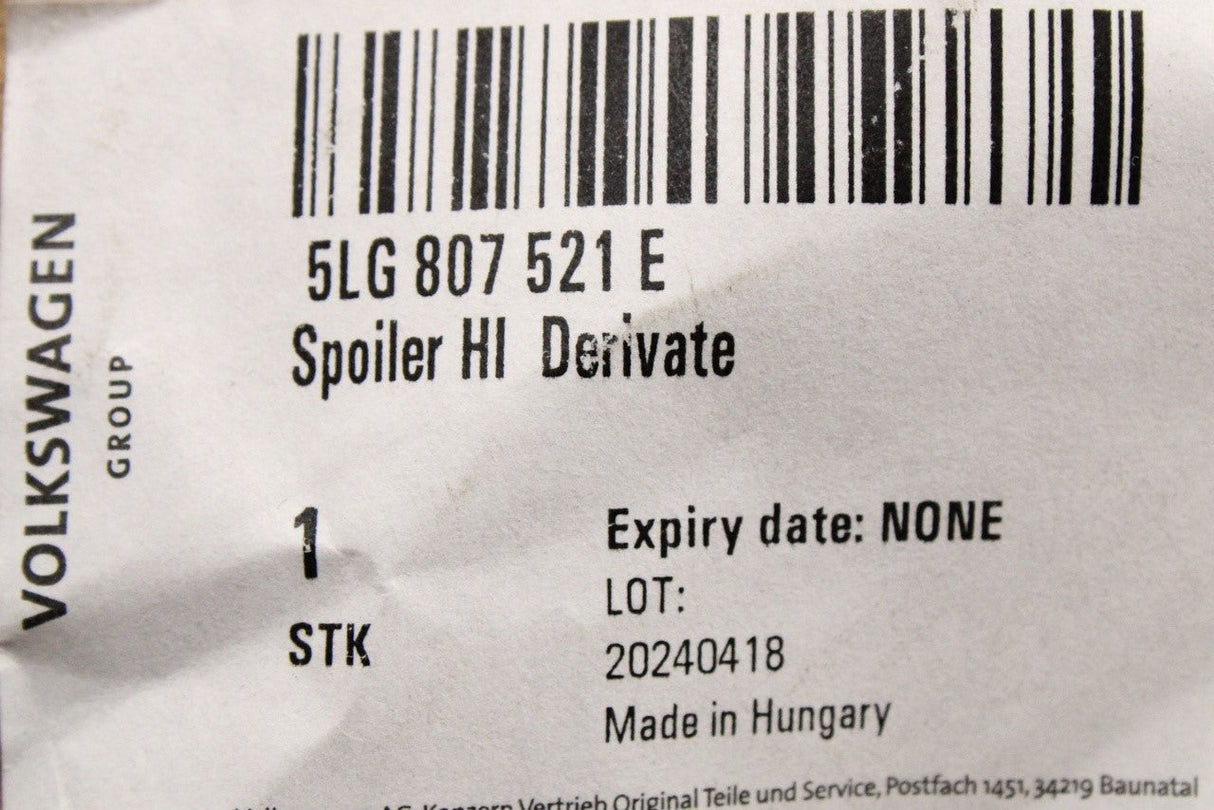 VOLKSWAGEN
GROUP
5LG 807 521 E
Spoiler HI Derivate
1
STK
Expiry date: NONE
LOT:
20240418
Made in Hungary
AG, Konzern Vertrieb Original Teile und Service, Postfach 1451, 34219 Baunatal